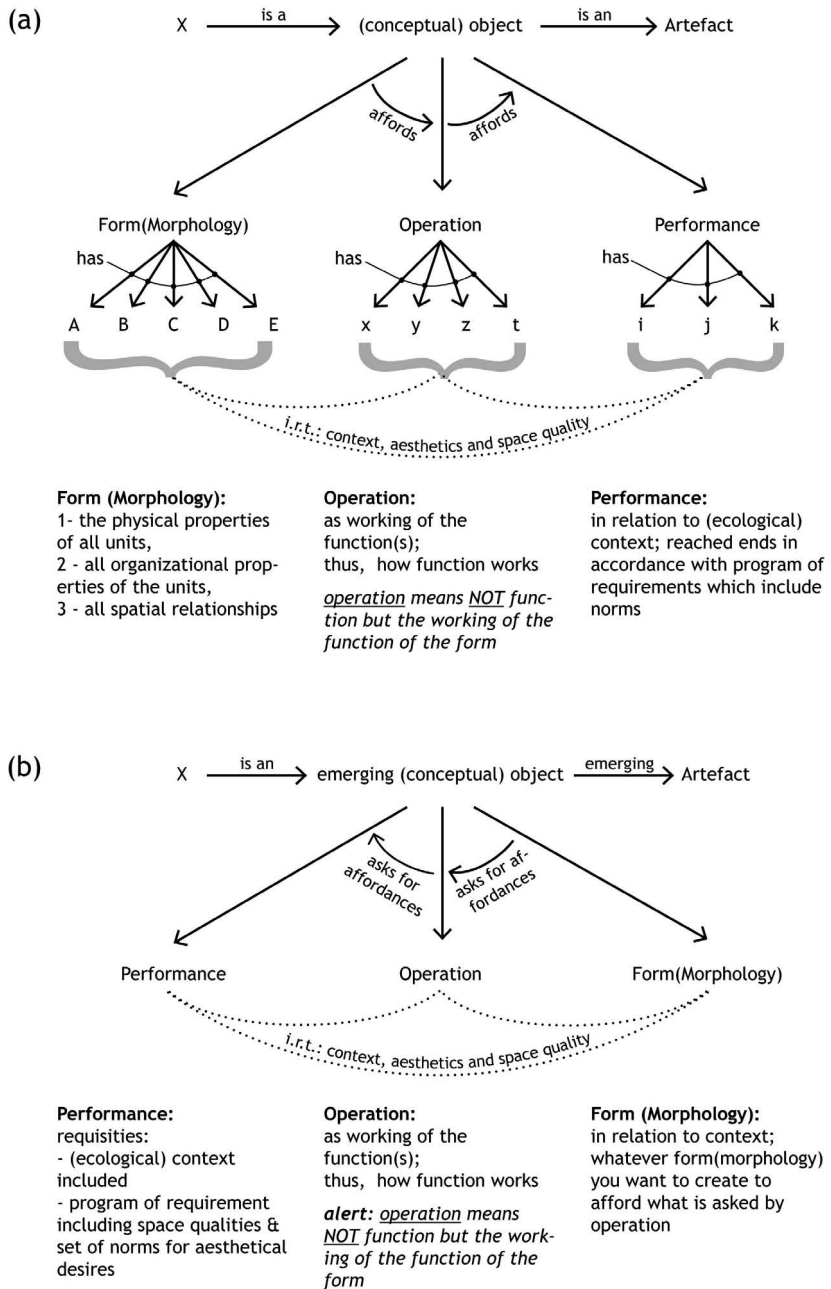 (a)
X is a (conceptual) object is an Artefact
affords affords
Form(Morphology) Operation Performance
has has has
A B C D E x y z t i j k
i.r.t.: context, aesthetics and space quality
Form (Morphology):
1- the physical properties
of all units,
2 - all organizational prop-
erties of the units,
3 - all spatial relationships
Operation:
as working of the
function(s);
thus, how function works
operation means NOT func-
tion but the working of the
function of the form
Performance:
in relation to (ecological)
context; reached ends in
accordance with program of
requirements which include
norms
(b)
X is an emerging (conceptual) object emerging Artefact
asks for
affordances
asks for af-
fordances
Performance Operation Form(Morphology)
i.r.t.: context, aesthetics and space quality
Performance:
requisities:
- (ecological) context
included
- program of requirement
including space qualities &
set of norms for aesthetical
desires
Operation:
as working of the
function(s);
thus, how function works
alert: operation means
NOT function but the work-
ing of the function of the
form
Form (Morphology):
in relation to context;
whatever form(morphology)
you want to create to
afford what is asked by
operation